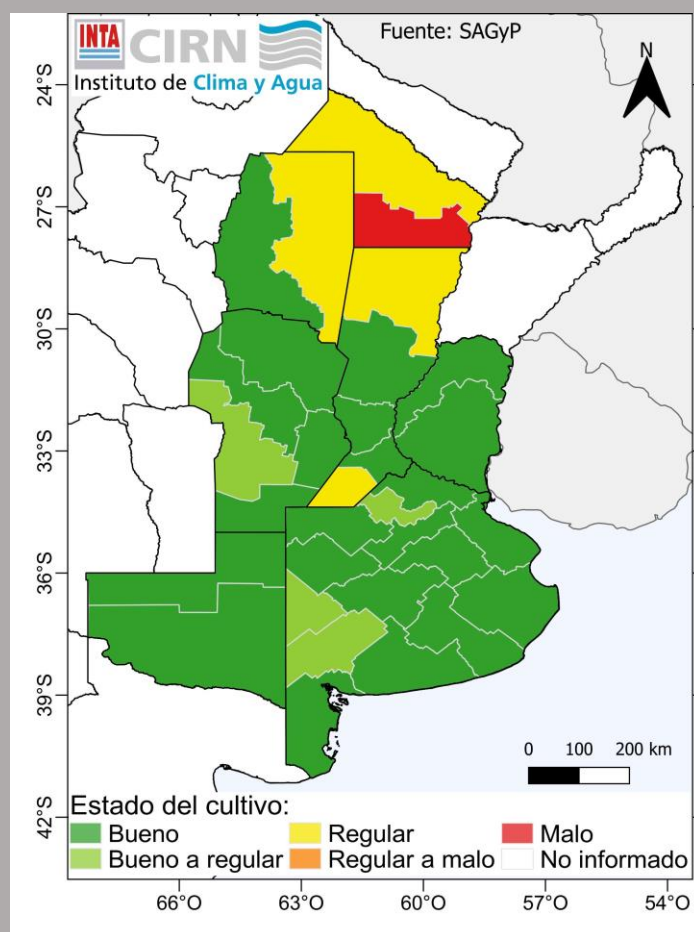 INTA CIRN
Instituto de Clima y Agua
Fuente: SAGyP
N
24°S
27°S
30°S
33°S
36°S
39°S
42°S
0 100 200 km
Estado del cultivo:
Bueno Regular Malo
Bueno a regular Regular a malo No informado
66°O 63°O 60°O 57°O 54°O